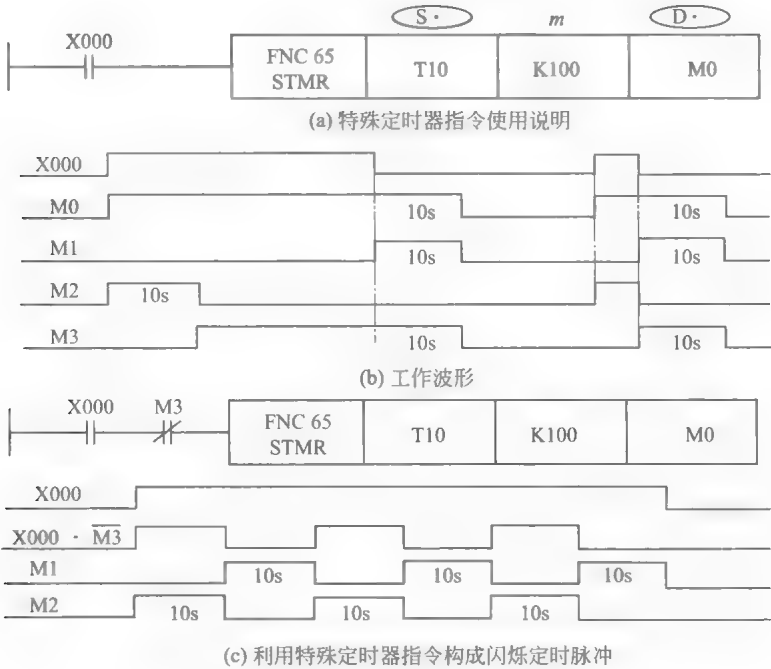 S· m D·
X000
FNC 65 STMR T10 K100 M0
(a) 特殊定时器指令使用说明
X000
M0 10s 10s
M1 10s 10s
M2 10s
M3 10s 10s
(b) 工作波形
X000 M3
FNC 65 STMR T10 K100 M0
X000
X000 · M3
M1 10s 10s 10s
M2 10s 10s 10s
(c) 利用特殊定时器指令构成闪烁定时脉冲